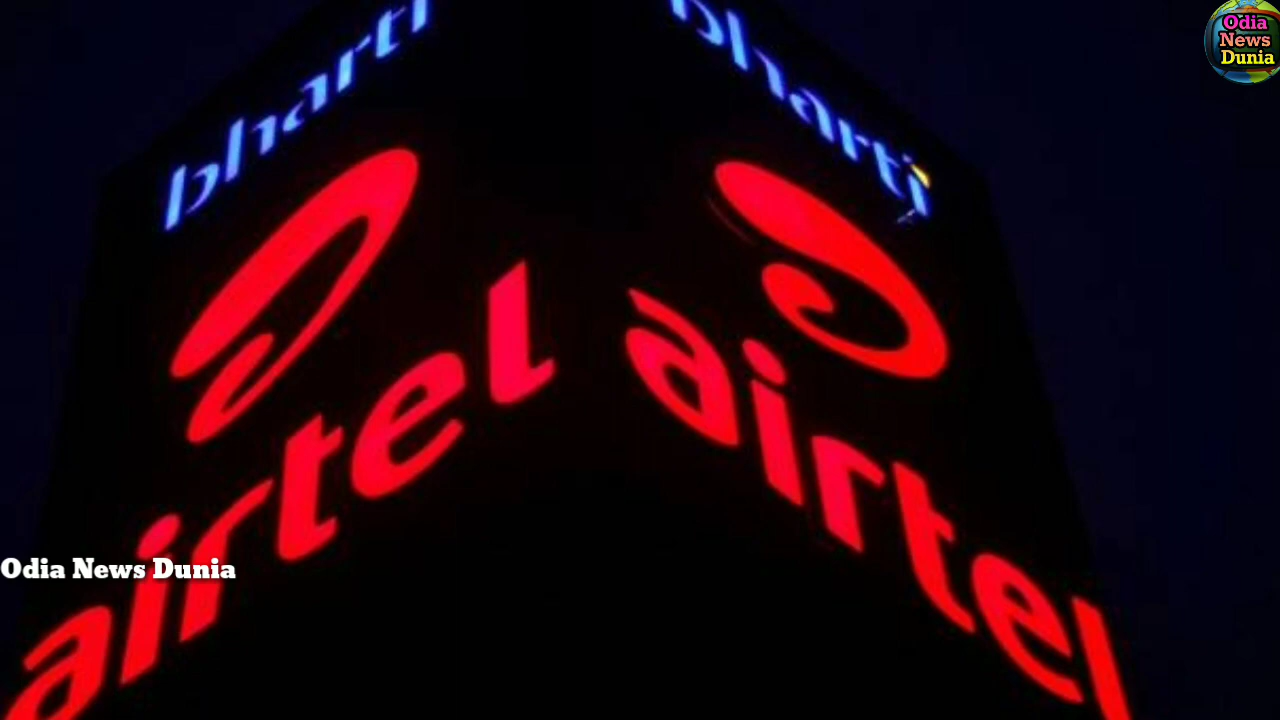 bharti
airtel
bharti
airtel
Odia
News
Dunia
Odia News Dunia